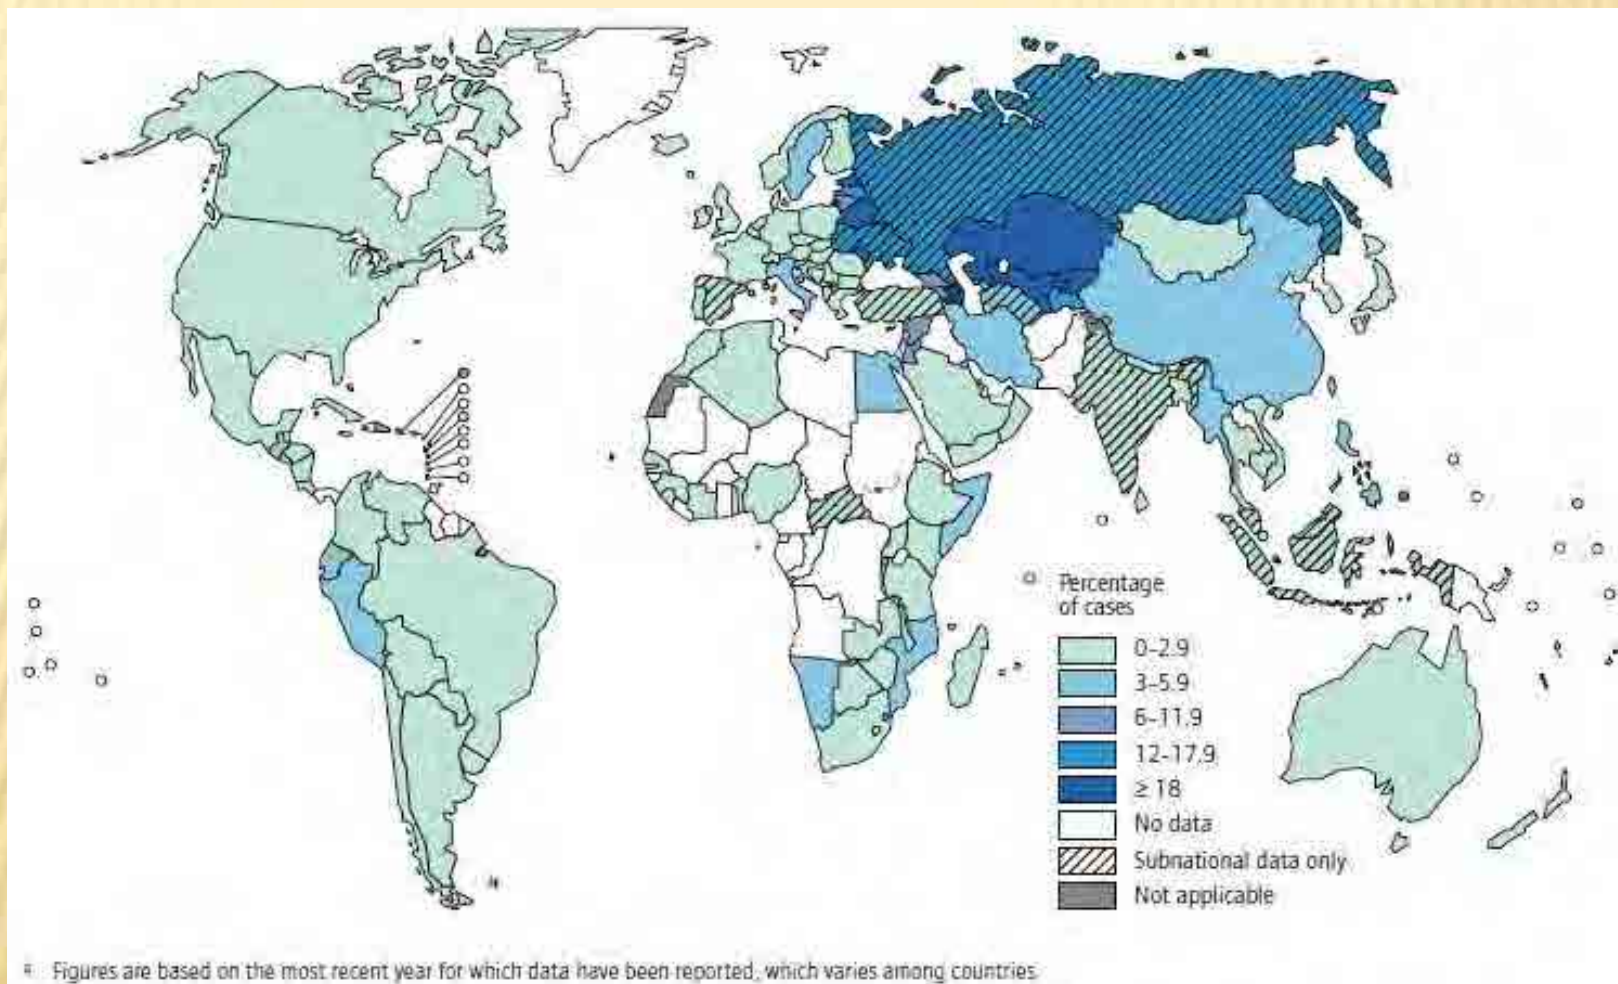 Percentage
of cases
0–2.9
3–5.9
6–11.9
12–17.9
≥ 18
No data
Subnational data only
Not applicable
Figures are based on the most recent year for which data have been reported, which varies among countries.